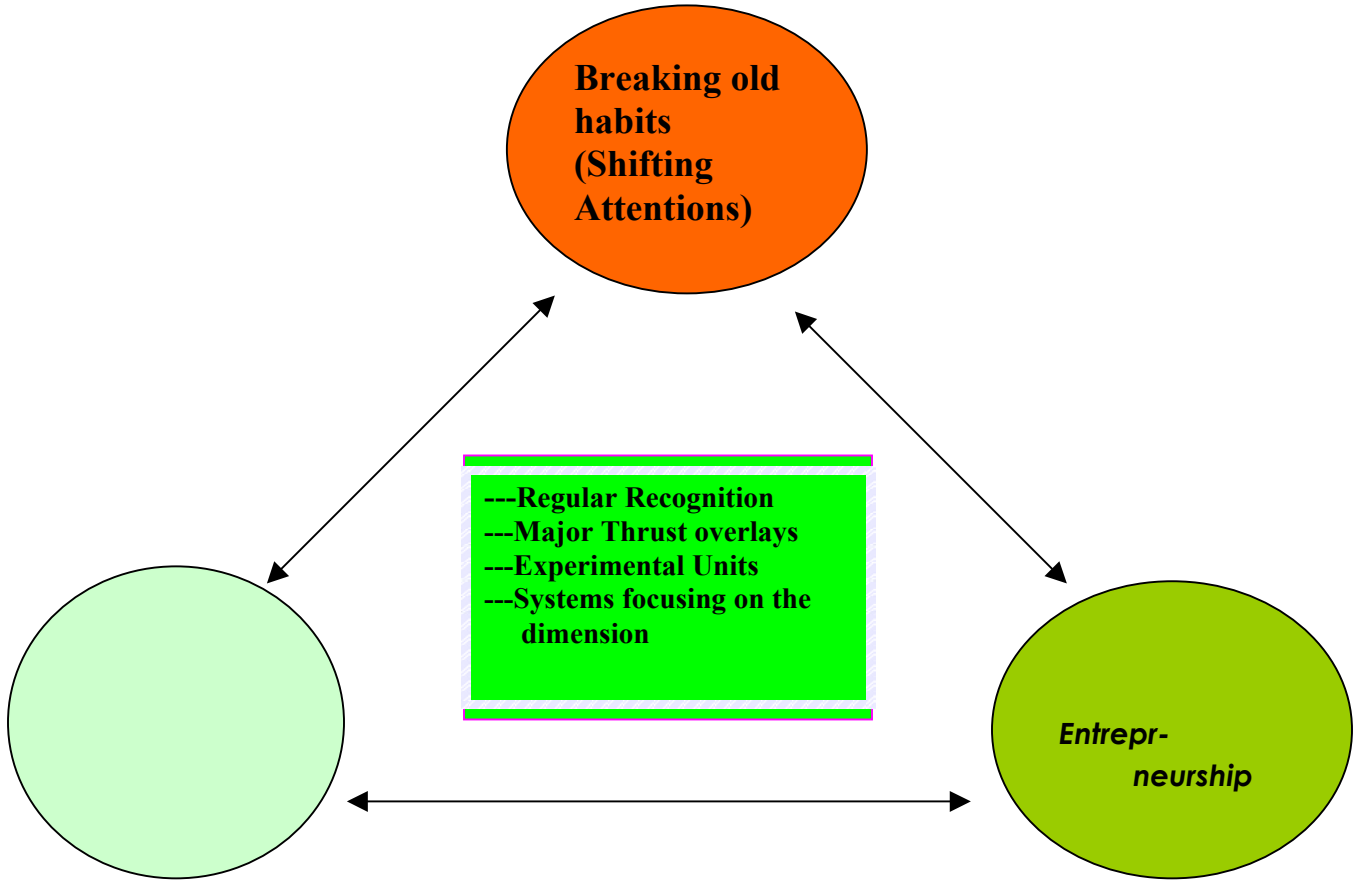 Breaking old
habits
(Shifting
Attentions)
---Regular Recognition
---Major Thrust overlays
---Experimental Units
---Systems focusing on the
dimension
Entrepr-
neurship